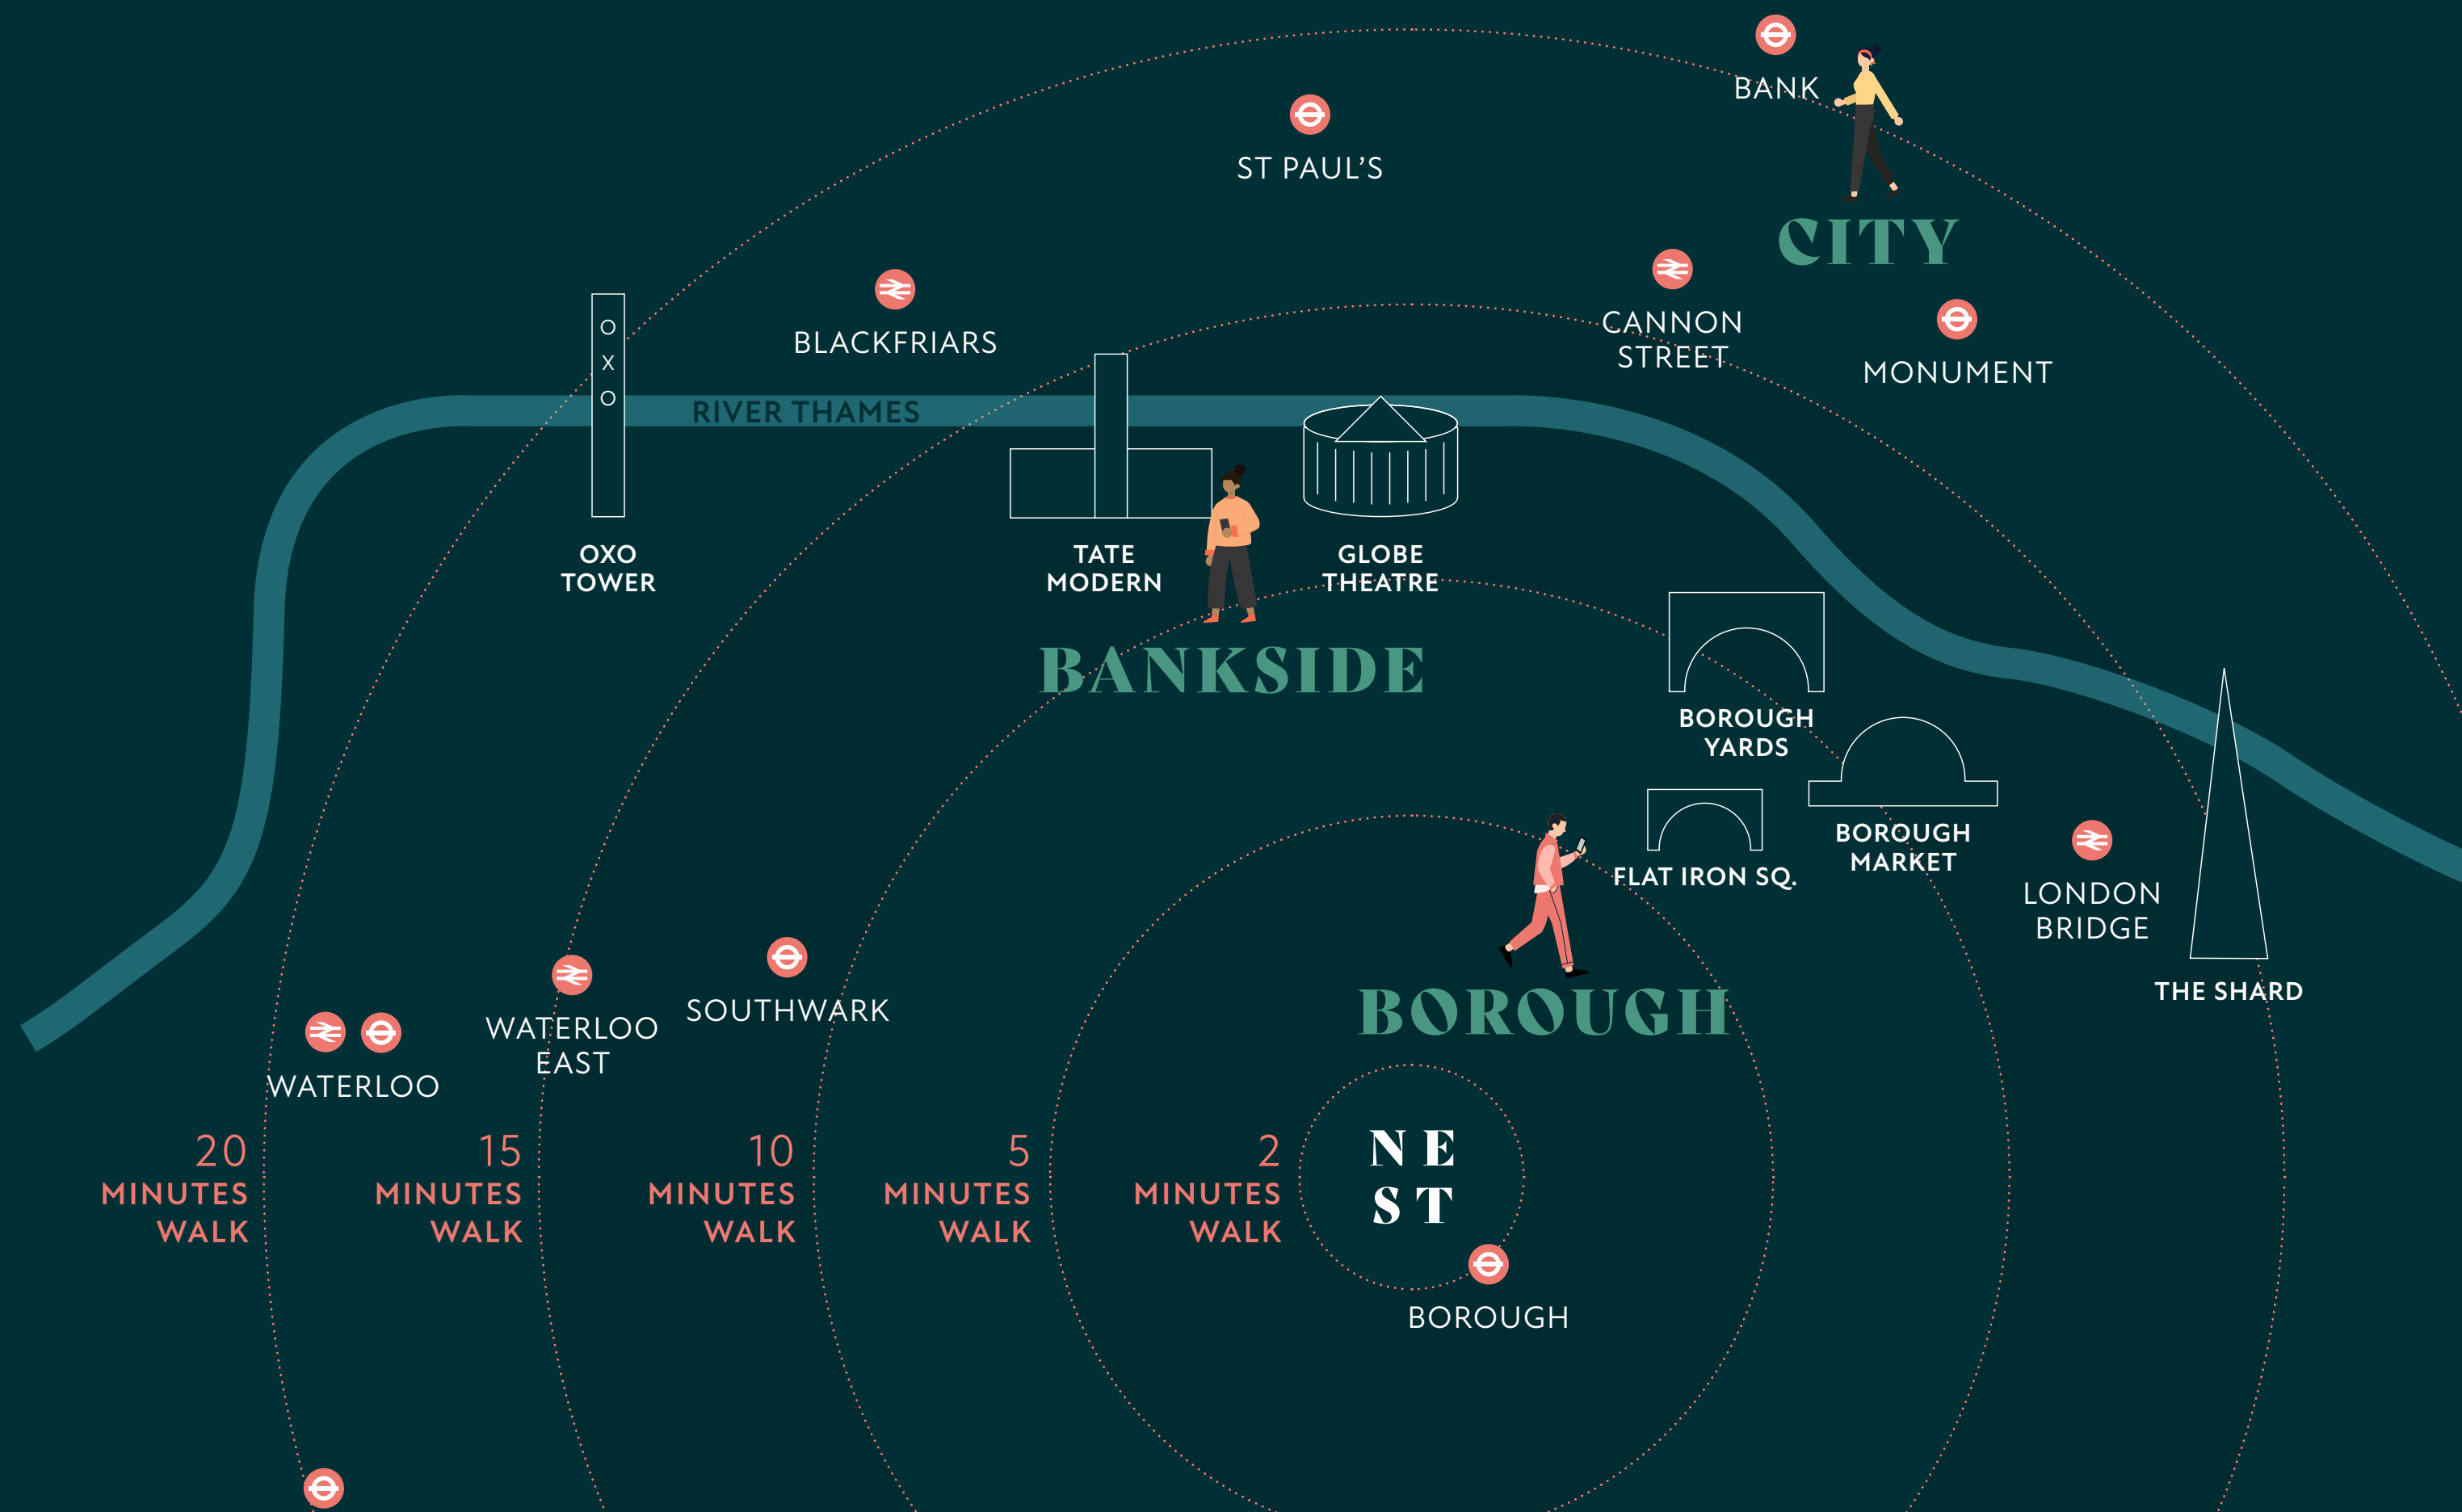 BANK
ST PAUL'S
CITY
CANNON
STREET
MONUMENT
BLACKFRIARS
O
X
O
RIVER THAMES
OXO
TOWER
TATE
MODERN
GLOBE
THEATRE
BANKSIDE
BOROUGH
YARDS
BOROUGH
MARKET
FLAT IRON SQ.
LONDON
BRIDGE
THE SHARD
SOUTHWARK
WATERLOO
EAST
WATERLOO
BOROUGH
20
MINUTES
WALK
15
MINUTES
WALK
10
MINUTES
WALK
5
MINUTES
WALK
2
MINUTES
WALK
N E
S T
BOROUGH